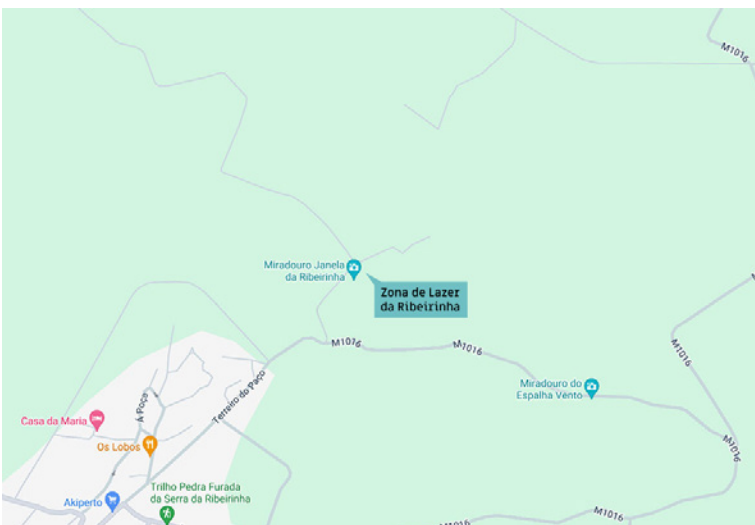 M1016
Miradouro Janela
da Ribeirinha
Zona de Lazer
da Ribeirinha
M1016
M1016
M1016
Miradouro do
Espalha Vento
Terreiro do Paço
À Poça
Casa da Maria
Os Lobos
M1016
Trilho Pedra Furada
da Serra da Ribeirinha
Akiperto
M1016
M1016